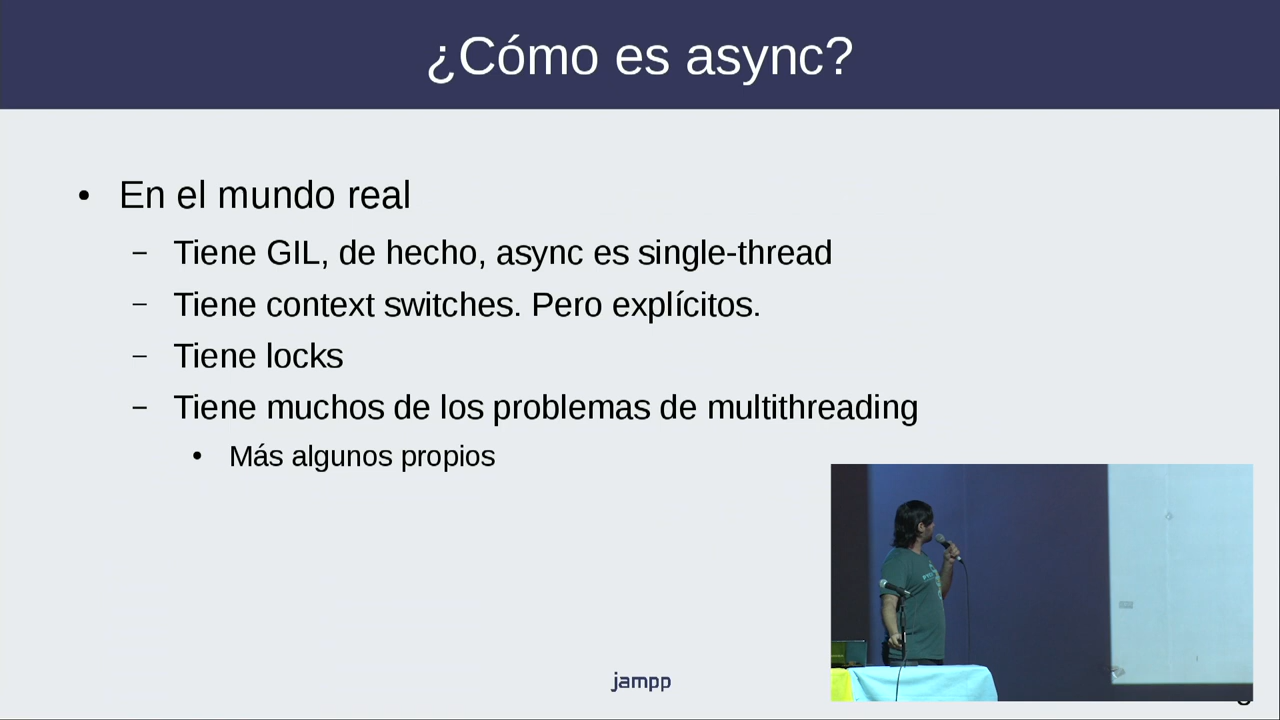 ¿Cómo es async?
• En el mundo real
– Tiene GIL, de hecho, async es single-thread
– Tiene context switches. Pero explícitos.
– Tiene locks
– Tiene muchos de los problemas de multithreading
• Más algunos propios
jampp